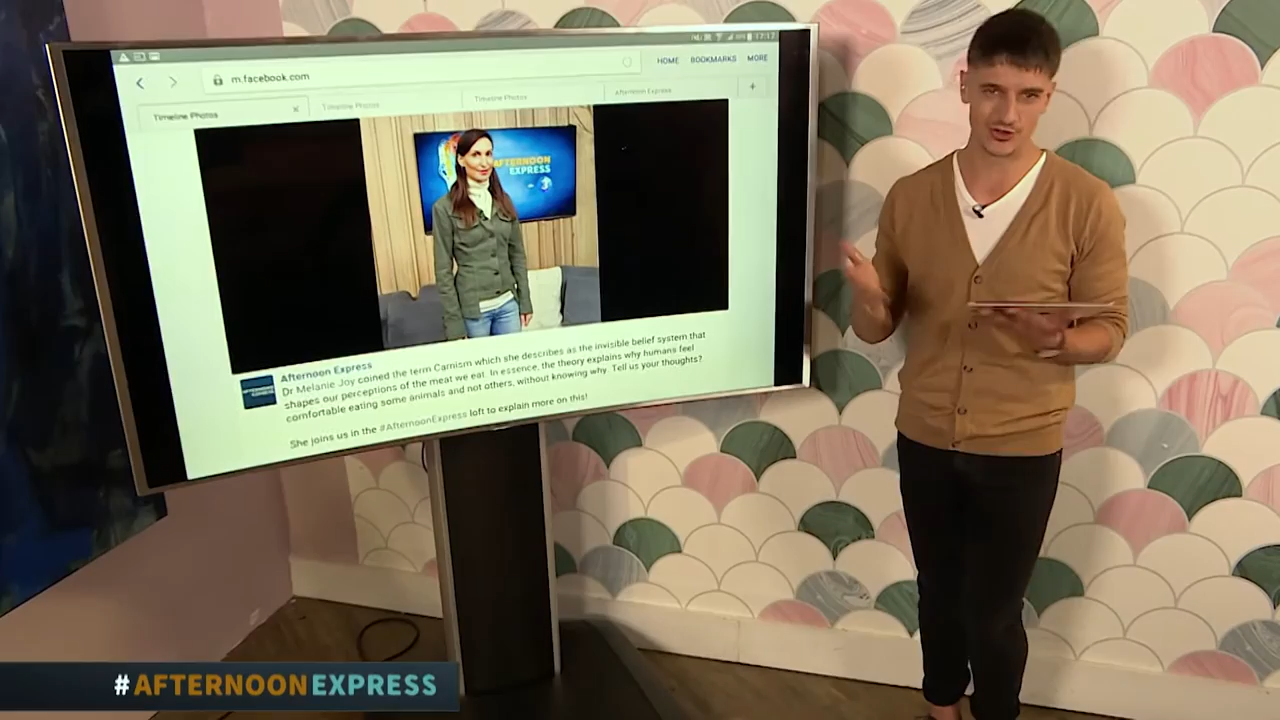 17:17
m.facebook.com
HOME BOOKMARKS MORE
Timeline Photos × Timeline Photos Timeline Photos Afternoon Express +
AFTERNOON
EXPRESS
Afternoon Express
Dr Melanie Joy coined the term Carnism which she describes as the invisible belief system that
shapes our perceptions of the meat we eat. In essence, the theory explains why humans feel
comfortable eating some animals and not others, without knowing why. Tell us your thoughts?
She joins us in the #AfternoonExpress loft to explain more on this!
#AFTERNOONEXPRESS